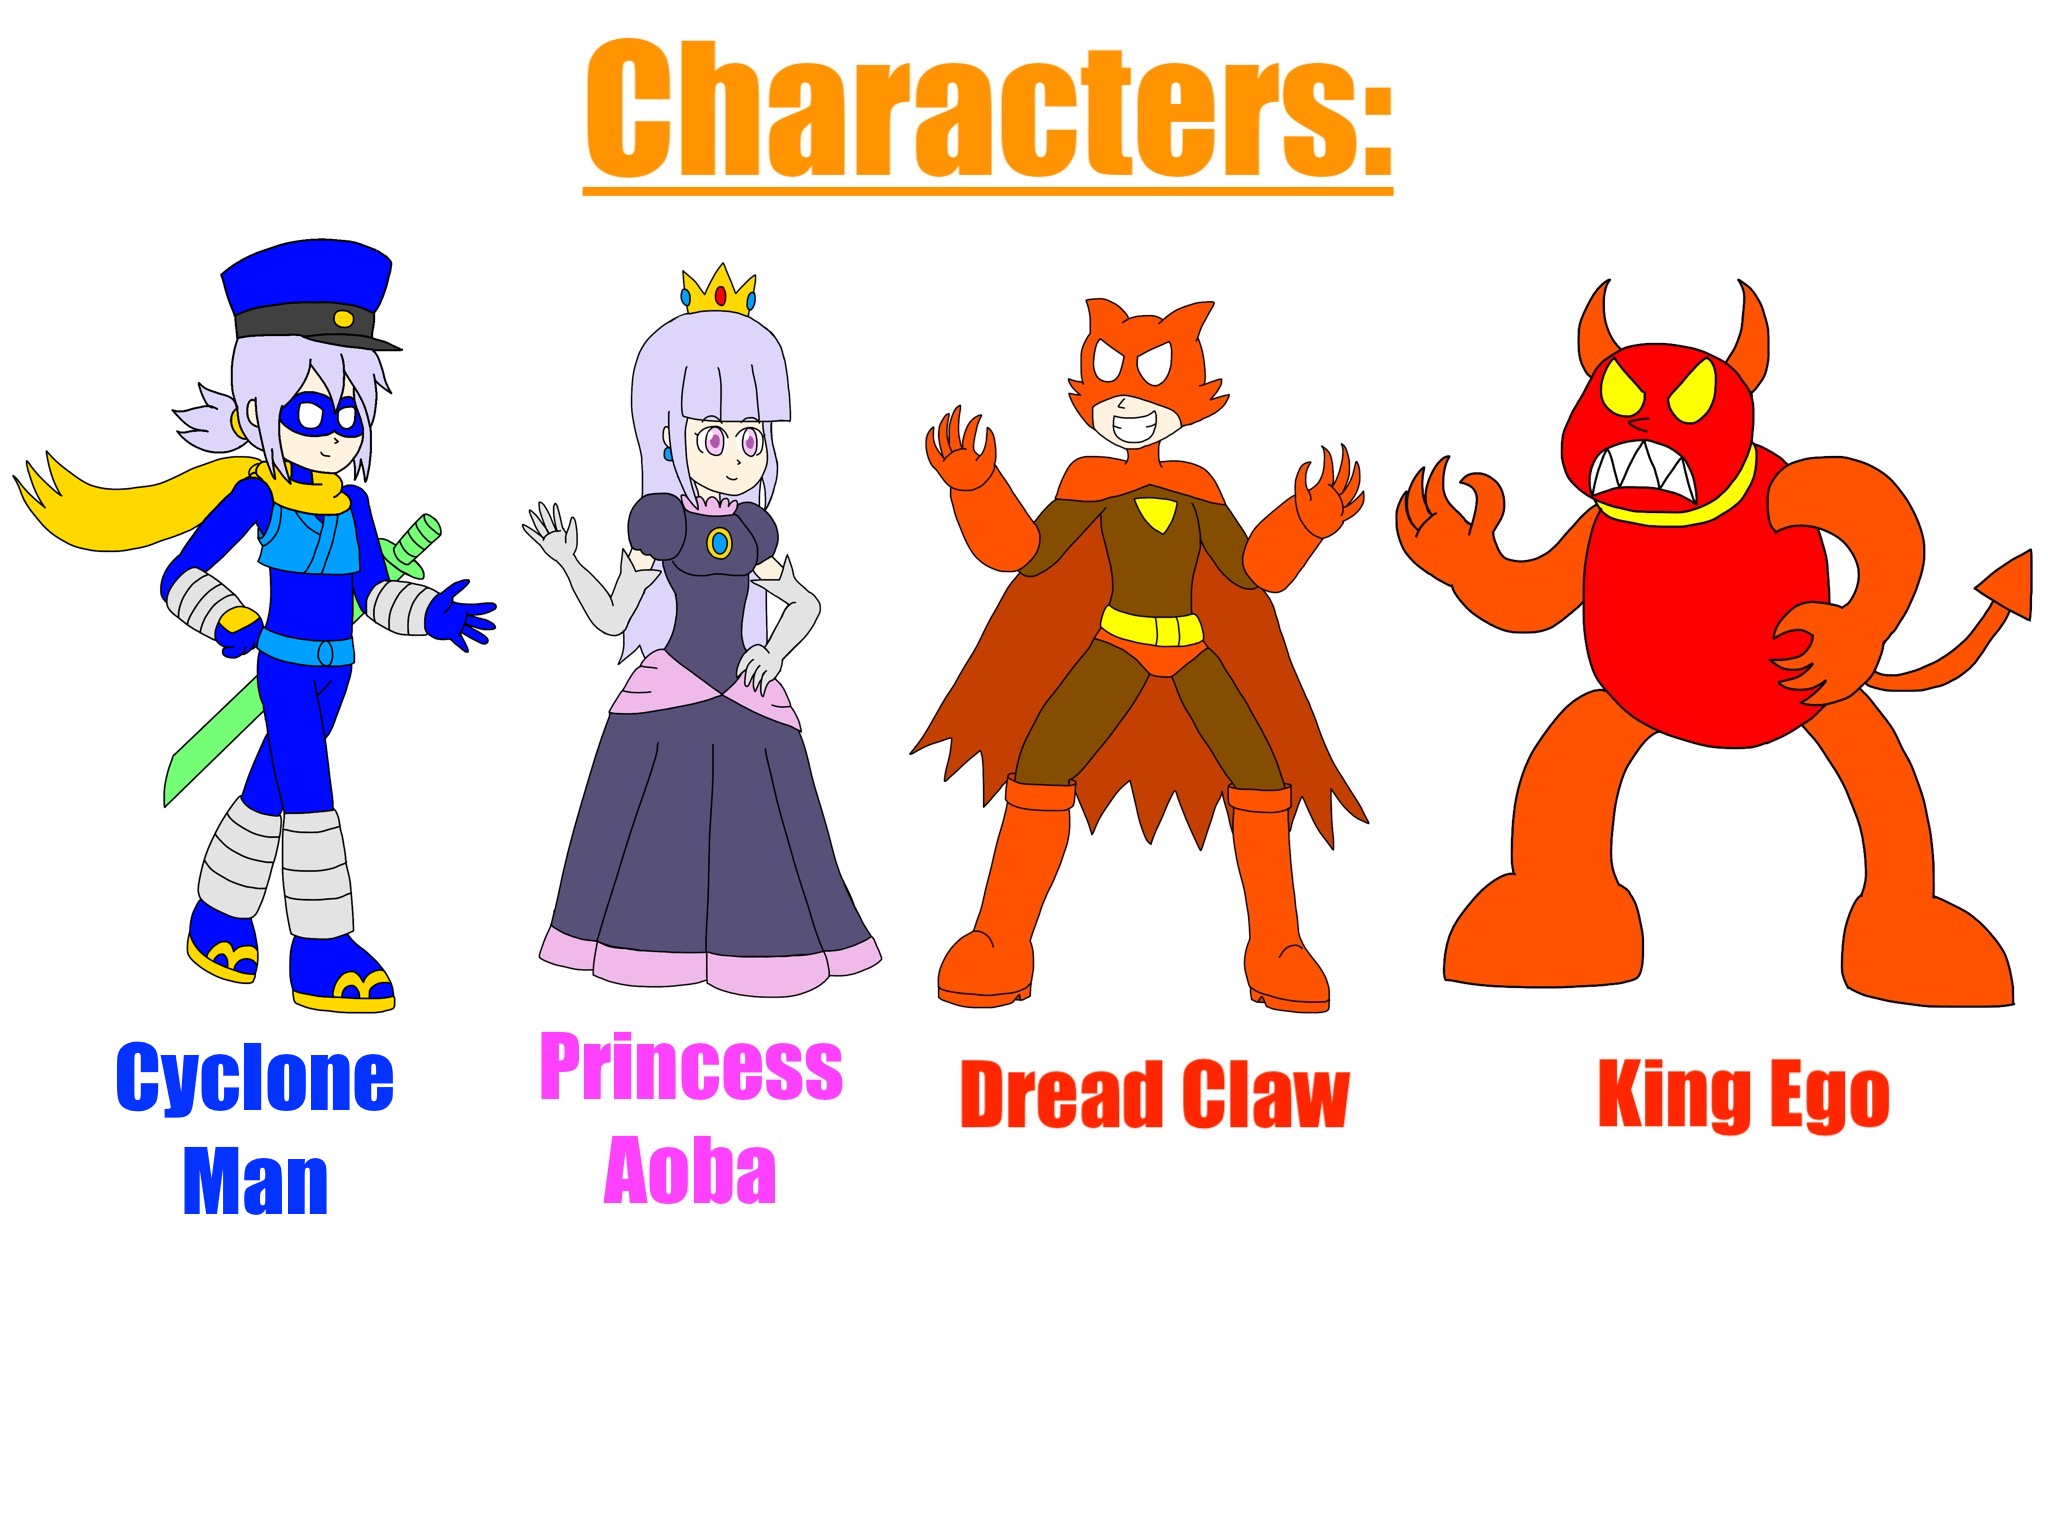 Characters:
Cyclone
Man
Princess
Aoba
Dread Claw
King Ego